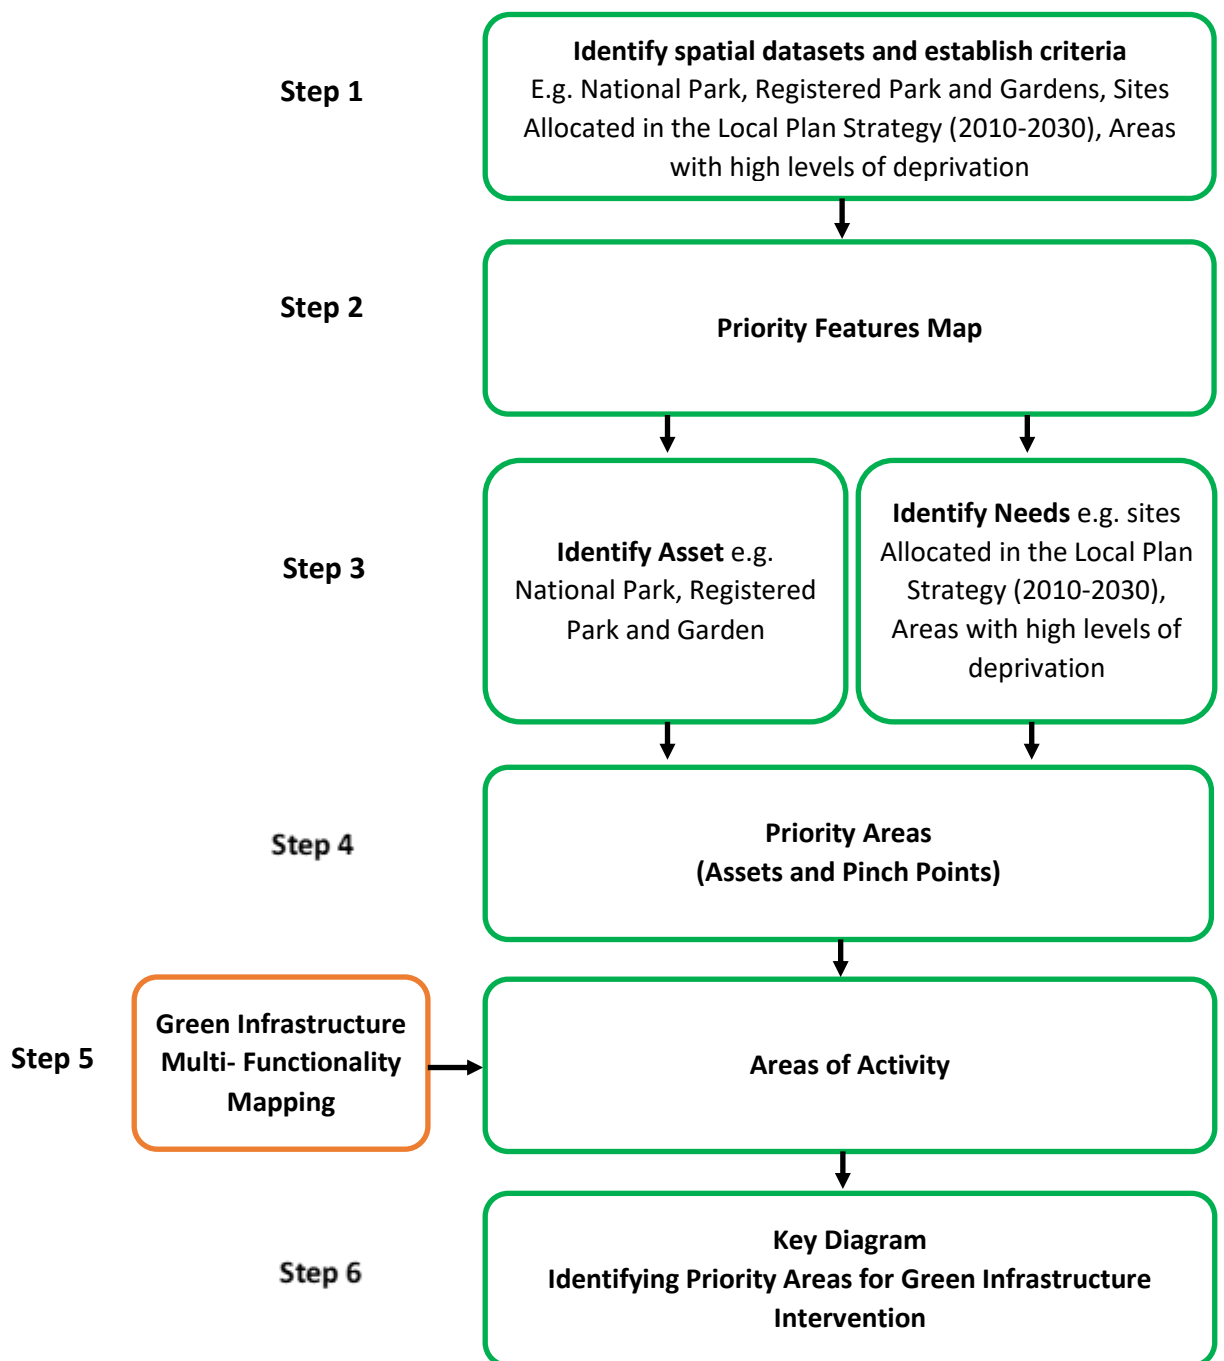 Step 1
Identify spatial datasets and establish criteria
E.g. National Park, Registered Park and Gardens, Sites
Allocated in the Local Plan Strategy (2010-2030), Areas
with high levels of deprivation
Step 2
Priority Features Map
Step 3
Identify Asset e.g.
National Park, Registered
Park and Garden
Identify Needs e.g. sites
Allocated in the Local Plan
Strategy (2010-2030),
Areas with high levels of
deprivation
Step 4
Priority Areas
(Assets and Pinch Points)
Step 5
Green Infrastructure
Multi- Functionality
Mapping
Areas of Activity
Step 6
Key Diagram
Identifying Priority Areas for Green Infrastructure
Intervention